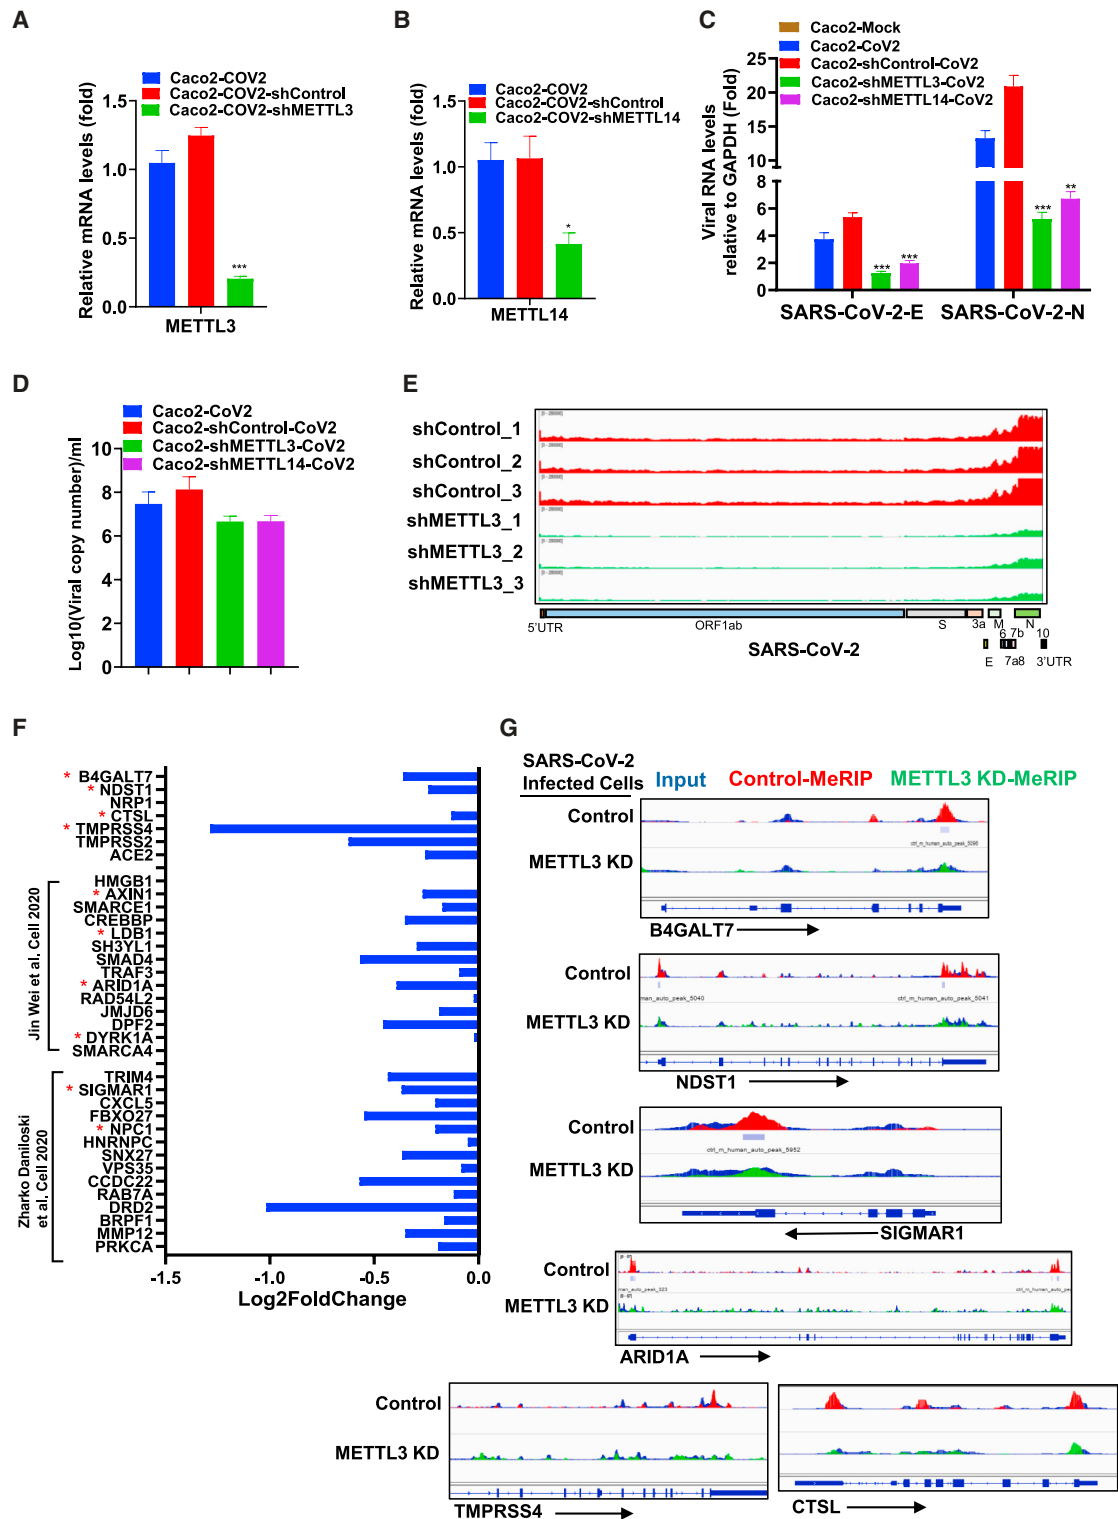 A
Caco2-COV2
Caco2-COV2-shControl
Caco2-COV2-shMETTL3
Relative mRNA levels (fold)
1.5
1.0
0.5
0.0
***
METTL3
B
Caco2-COV2
Caco2-COV2-shControl
Caco2-COV2-shMETTL14
Relative mRNA levels (fold)
1.5
1.0
0.5
0.0
*
METTL14
C
Caco2-Mock
Caco2-CoV2
Caco2-shControl-CoV2
Caco2-shMETTL3-CoV2
Caco2-shMETTL14-CoV2
Viral RNA levels
relative to GAPDH (Fold)
25
20
15
10
8
6
4
2
0
***
***
***
**
SARS-CoV-2-E
SARS-CoV-2-N
D
Caco2-CoV2
Caco2-shControl-CoV2
Caco2-shMETTL3-CoV2
Caco2-shMETTL14-CoV2
Log10(Viral copy number)/ml
10
8
6
4
2
0
E
shControl_1
shControl_2
shControl_3
shMETTL3_1
shMETTL3_2
shMETTL3_3
5'UTR
ORF1ab
S
3a
M
6
7b
N
10
E
7a8
3'UTR
SARS-CoV-2
F
* B4GALT7
* NDST1
NRP1
* CTSL
* TMPRSS4
TMPRSS2
ACE2
Jin Wei et al. Cell 2020
HMGB1
* AXIN1
SMARCE1
CREBBP
* LDB1
SH3YL1
SMAD4
TRAF3
* ARID1A
RAD54L2
JMJD6
DPF2
* DYRK1A
SMARCA4
Zharko Daniloski
et al. Cell 2020
TRIM4
* SIGMAR1
CXCL5
FBXO27
* NPC1
HNRNPC
SNX27
VPS35
CCDC22
RAB7A
DRD2
BRPF1
MMP12
PRKCA
-1.5
-1.0
-0.5
0.0
Log2FoldChange
G
SARS-CoV-2
Infected Cells
Input
Control-MeRIP
METTL3 KD-MeRIP
Control
ctrl_m_human_auto_peak_5098
METTL3 KD
B4GALT7
Control
man_auto_peak_5040
ctrl_m_human_auto_peak_5041
METTL3 KD
NDST1
Control
ctrl_m_human_auto_peak_5952
METTL3 KD
SIGMAR1
Control
man_auto_peak_323
ctrl_m_human_auto_pe
METTL3 KD
ARID1A
Control
METTL3 KD
TMPRSS4
CTSL